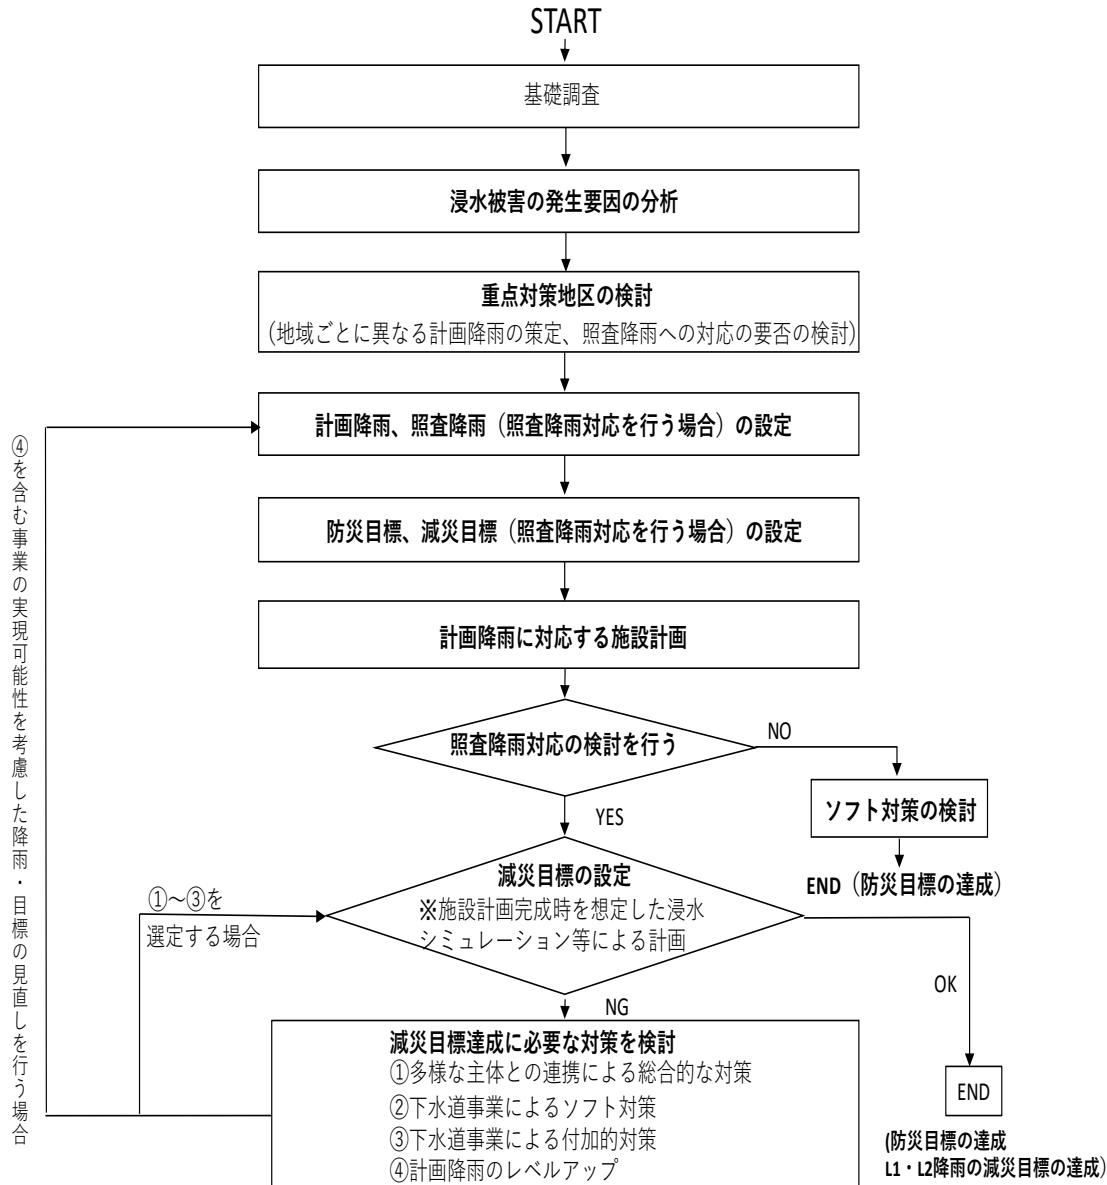 START
基礎調査
浸水被害の発生要因の分析
重点対策地区の検討
(地域ごとに異なる計画降雨の策定、照査降雨への対応の要否の検討)
計画降雨、照査降雨（照査降雨対応を行う場合）の設定
防災目標、減災目標（照査降雨対応を行う場合）の設定
計画降雨に対応する施設計画
照査降雨対応の検討を行う
NO
ソフト対策の検討
END（防災目標の達成）
YES
減災目標の設定
※施設計画完成時を想定した浸水
シミュレーション等による計画
①～③を
選定する場合
OK
END
(防災目標の達成
L1・L2降雨の減災目標の達成)
NG
減災目標達成に必要な対策を検討
①多様な主体との連携による総合的な対策
②下水道事業によるソフト対策
③下水道事業による付加的対策
④計画降雨のレベルアップ
④を含む事業の実現可能性を考慮した降雨・目標の見直しを行う場合